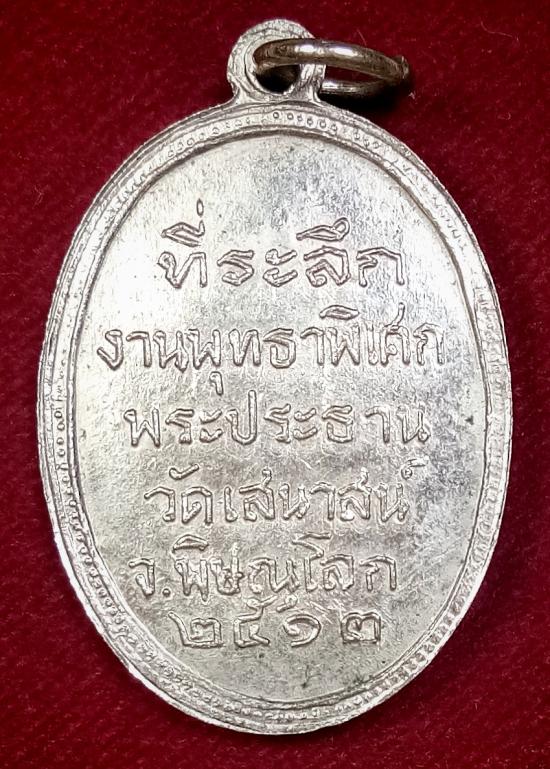 ที่ระลึก
งานพุทธาพิเศก
พระประธาน
วัดเสนาสน์
จ.พิษณุโลก
๒๕๑๓